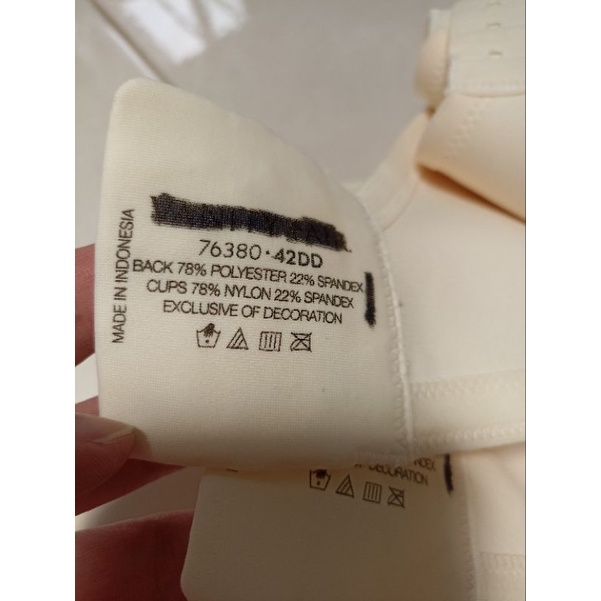 76380 · 42DD
BACK 78% POLYESTER 22% SPANDEX
CUPS 78% NYLON 22% SPANDEX
EXCLUSIVE OF DECORATION
MADE IN INDONESIA
DECORATION